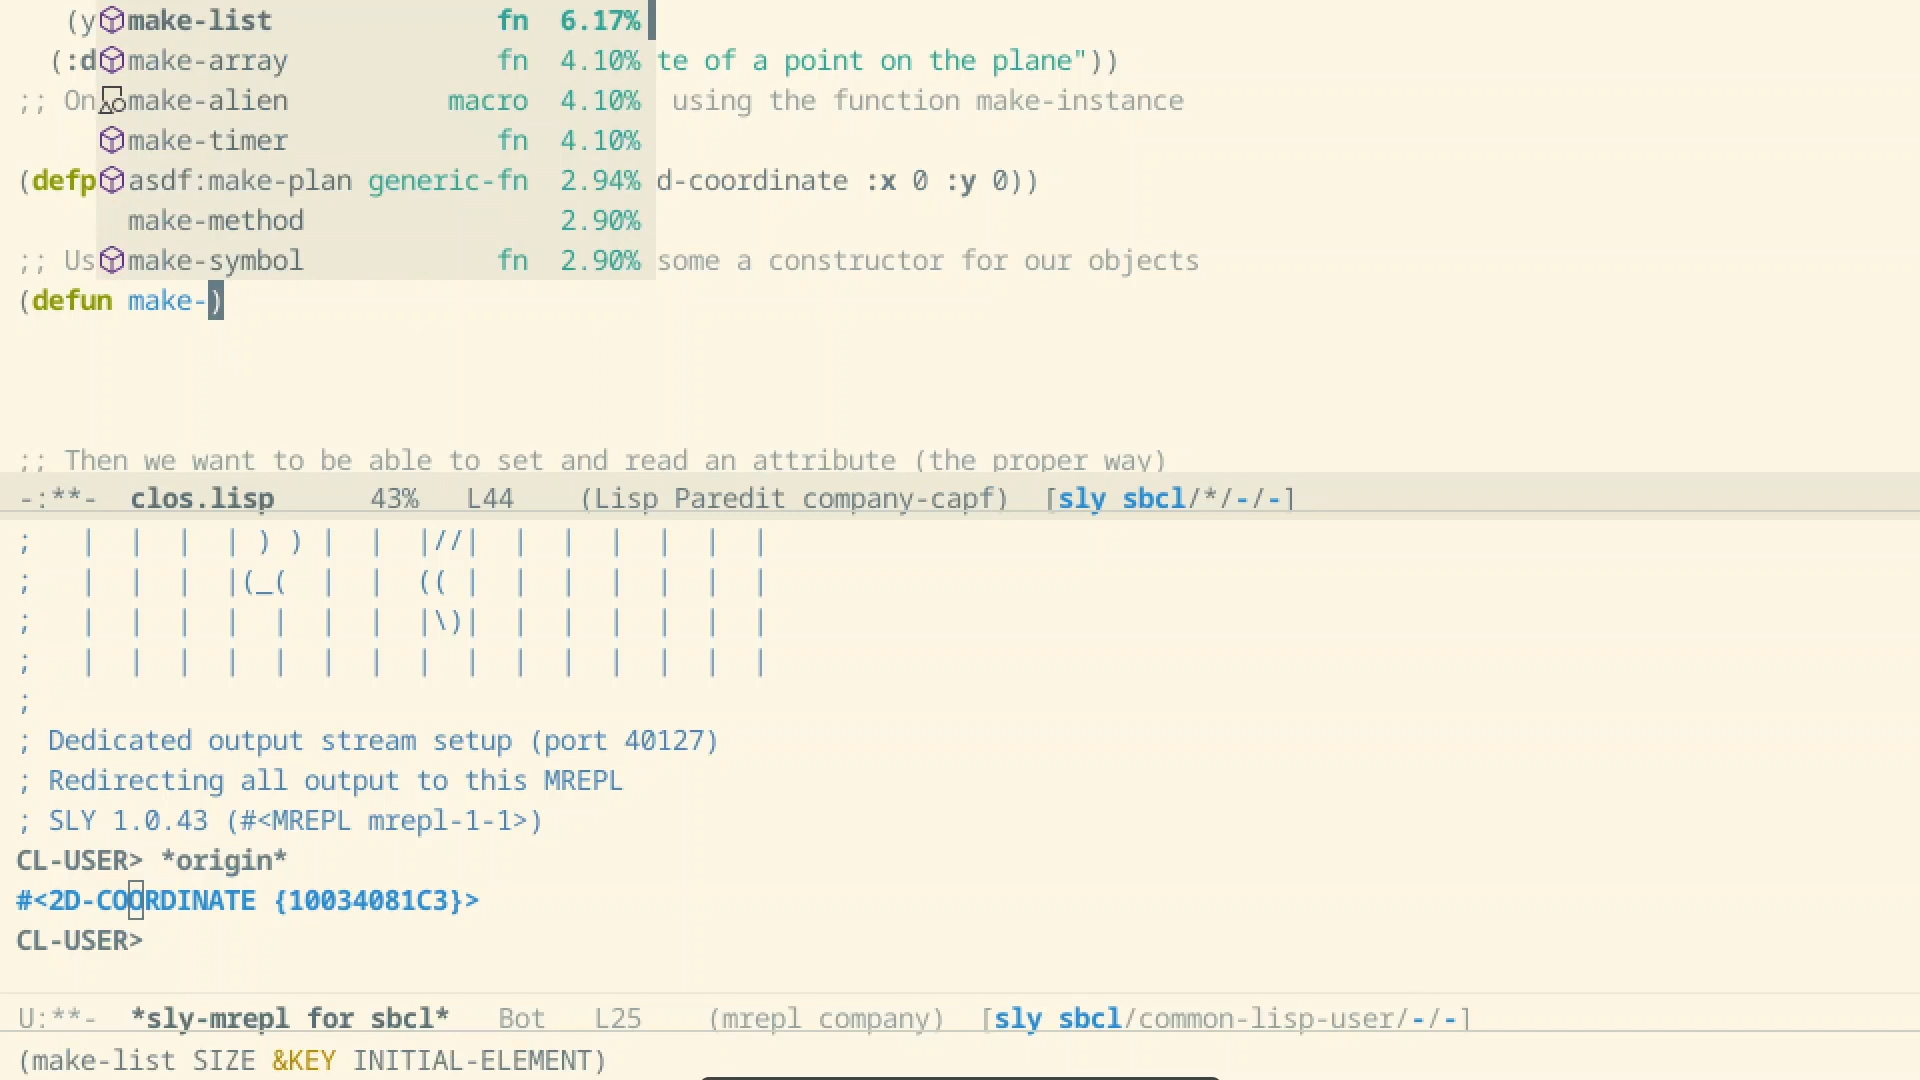 (y make-list fn 6.17%
(:d make-array fn 4.10% te of a point on the plane"))
;; On make-alien macro 4.10% using the function make-instance
make-timer fn 4.10%
(defp asdf:make-plan generic-fn 2.94% d-coordinate :x 0 :y 0))
make-method 2.90%
;; Us make-symbol fn 2.90% some a constructor for our objects
(defun make-)
;; Then we want to be able to set and read an attribute (the proper way)
-:**- clos.lisp 43% L44 (Lisp Paredit company-capf) [sly sbcl/*/-/-]
; | | | | ) ) | | |//| | | | | | |
; | | | |(_( | | (( | | | | | | |
; | | | | | | | |\)| | | | | | |
; | | | | | | | | | | | | | | |
;
; Dedicated output stream setup (port 40127)
; Redirecting all output to this MREPL
; SLY 1.0.43 (#<MREPL mrepl-1-1>)
CL-USER> *origin*
#<2D-COORDINATE {10034081C3}>
CL-USER>
U:**- *sly-mrepl for sbcl* Bot L25 (mrepl company) [sly sbcl/common-lisp-user/-/-]
(make-list SIZE &KEY INITIAL-ELEMENT)